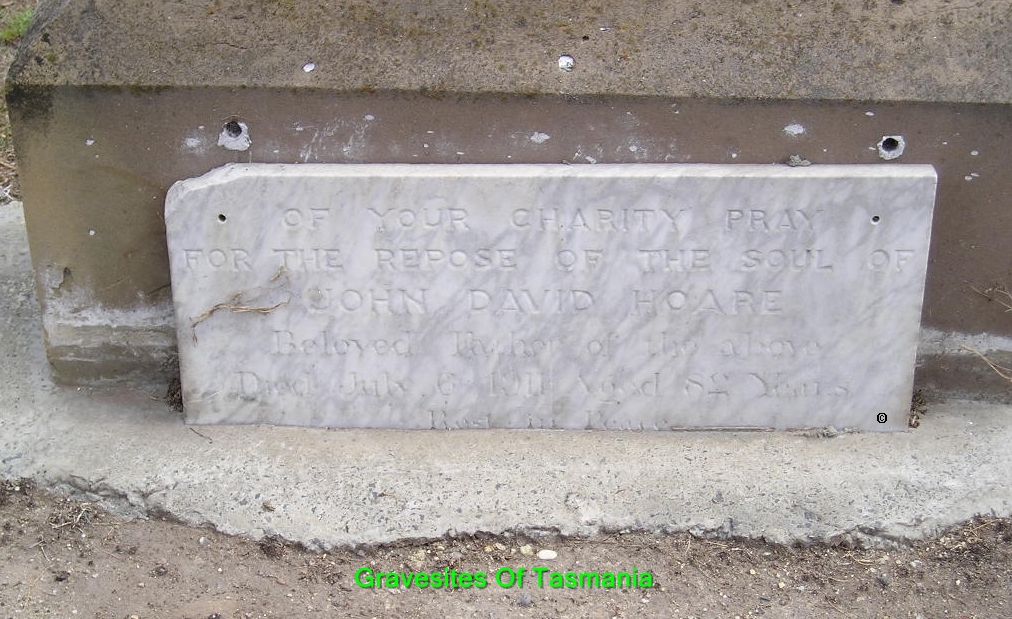 OF YOUR CHARITY PRAY
FOR THE REPOSE OF THE SOUL OF
JOHN DAVID HOARE
Beloved Father of the above
Died July 6 1911 Aged Years
Rest in Peace
©
Gravesites Of Tasmania